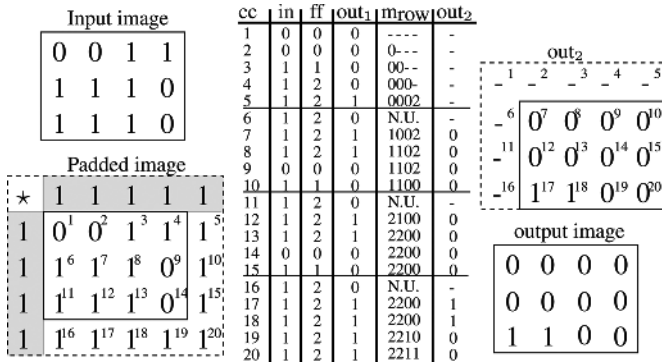 Input image
0 0 1 1
1 1 1 0
1 1 1 0
Padded image
⋆ 1 1 1 1 1
1 0¹ 0² 1³ 1⁴ 1⁵
1 1⁶ 1⁷ 1⁸ 0⁹ 1¹⁰
1 1¹¹ 1¹² 1¹³ 0¹⁴ 1¹⁵
1 1¹⁶ 1¹⁷ 1¹⁸ 1¹⁹ 1²⁰
cc in ff out₁ mrow out₂
1 0 0 0 ---- -
2 0 0 0 0--- -
3 1 1 0 00-- -
4 1 2 0 000- -
5 1 2 1 0002 -
6 1 2 0 N.U. -
7 1 2 1 1002 0
8 1 2 1 1102 0
9 0 0 0 1102 0
10 1 1 0 1100 0
11 1 2 0 N.U. -
12 1 2 1 2100 0
13 1 2 1 2200 0
14 0 0 0 2200 0
15 1 1 0 2200 0
16 1 2 0 N.U. -
17 1 2 1 2200 1
18 1 2 1 2200 1
19 1 2 1 2210 0
20 1 2 1 2211 0
out₂
-¹ -² -³ -⁴ -⁵
-⁶ 0⁷ 0⁸ 0⁹ 0¹⁰
-¹¹ 0¹² 0¹³ 0¹⁴ 0¹⁵
-¹⁶ 1¹⁷ 1¹⁸ 0¹⁹ 0²⁰
output image
0 0 0 0
0 0 0 0
1 1 0 0